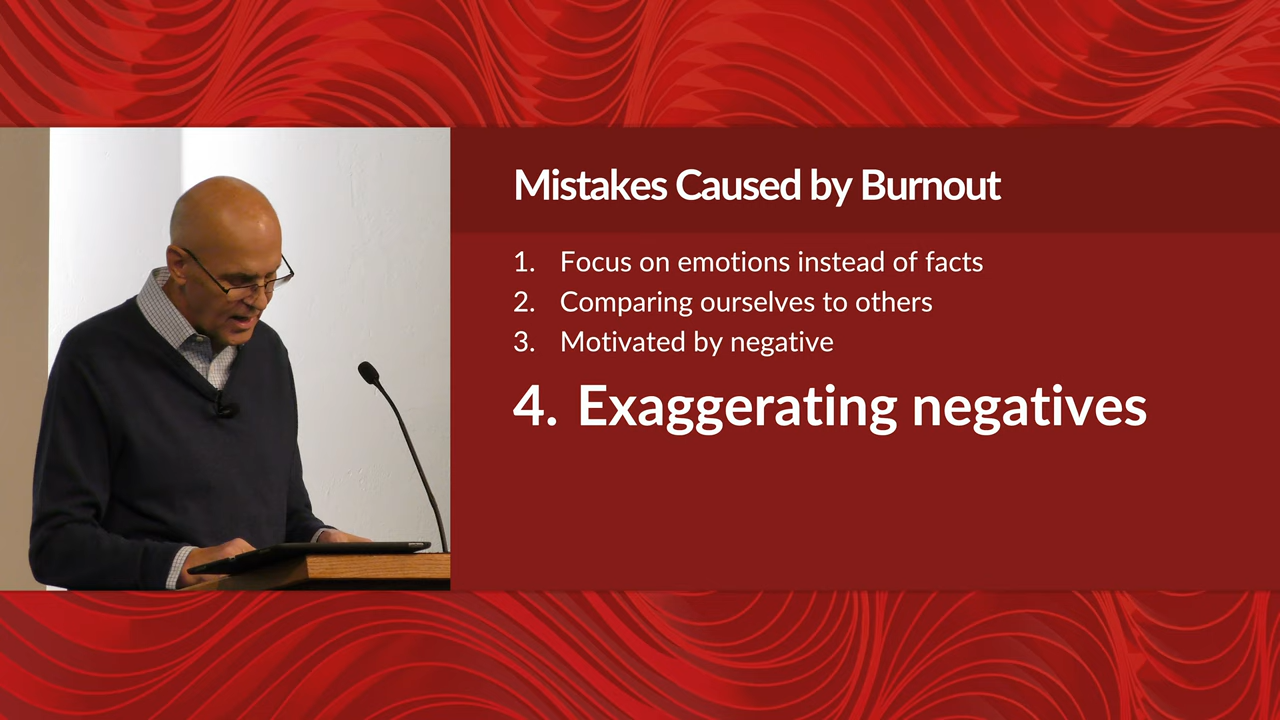 Mistakes Caused by Burnout
1. Focus on emotions instead of facts
2. Comparing ourselves to others
3. Motivated by negative
4. Exaggerating negatives